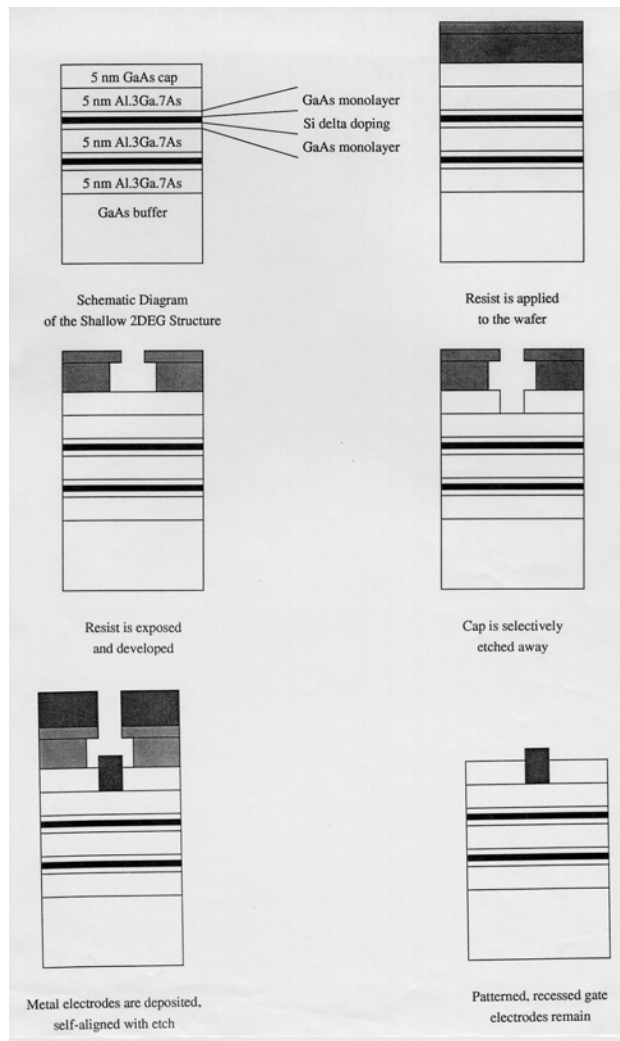 5 nm GaAs cap
5 nm Al.3Ga.7As
GaAs monolayer
Si delta doping
5 nm Al.3Ga.7As
GaAs monolayer
5 nm Al.3Ga.7As
GaAs buffer
Schematic Diagram
of the Shallow 2DEG Structure
Resist is applied
to the wafer
Resist is exposed
and developed
Cap is selectively
etched away
Metal electrodes are deposited,
self-aligned with etch
Patterned, recessed gate
electrodes remain